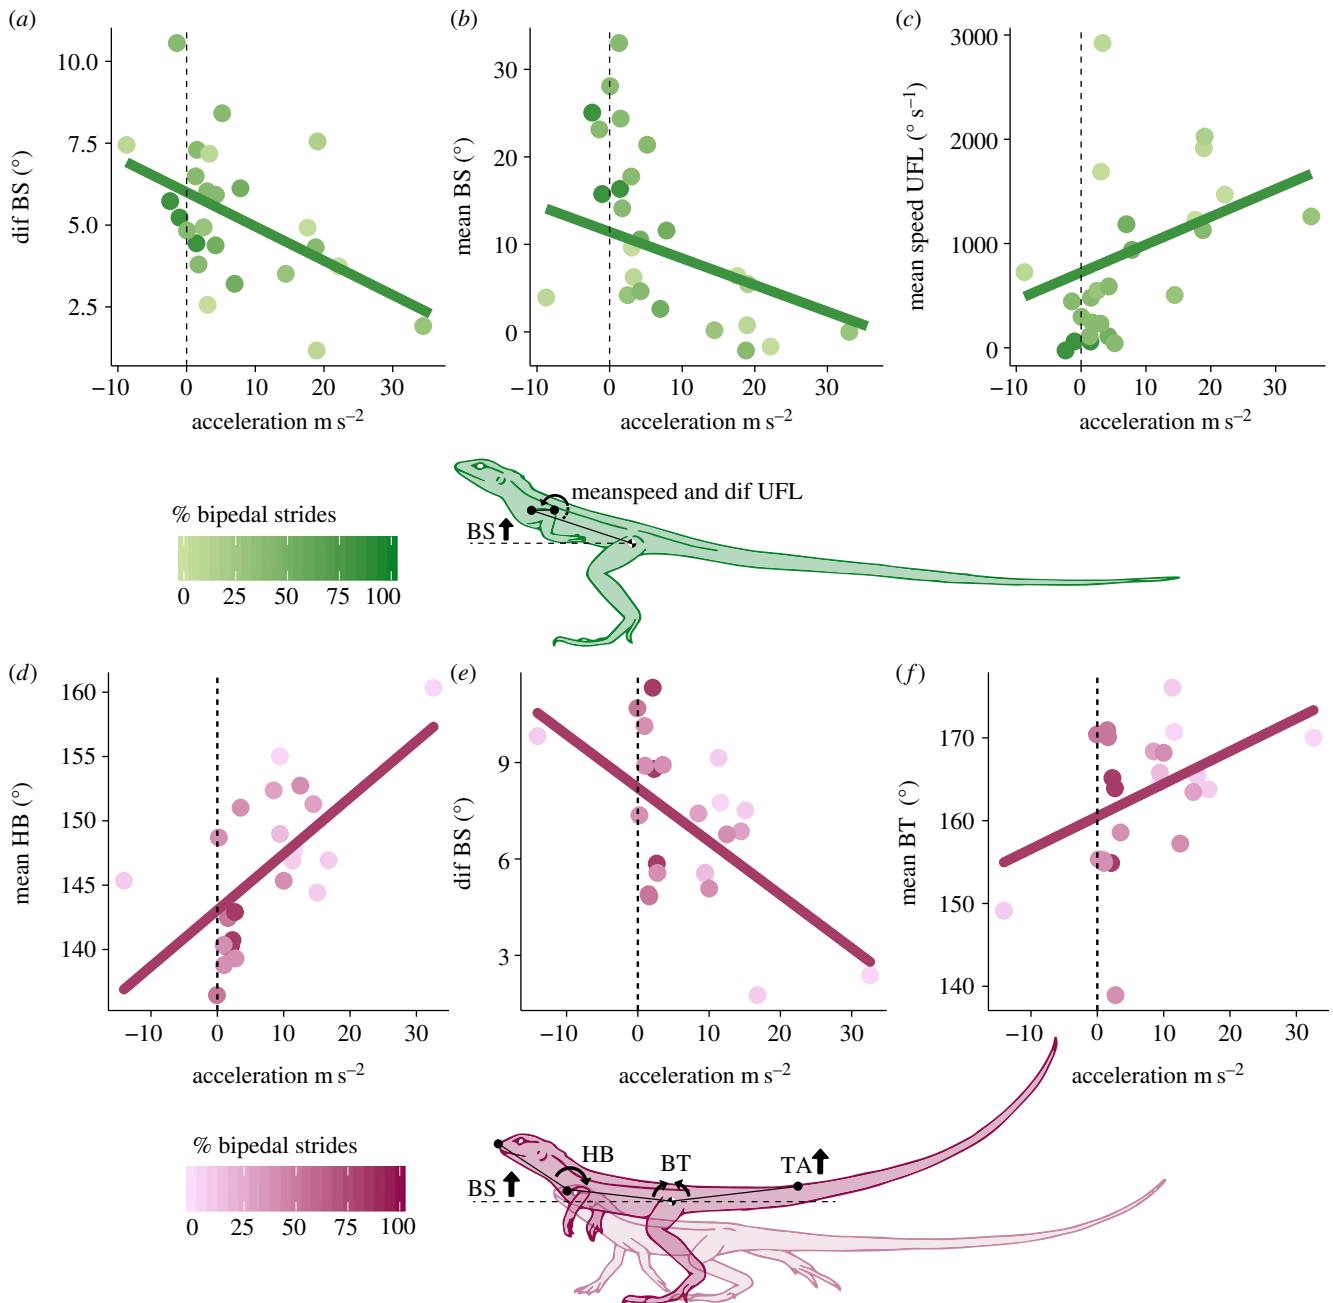 (a)
(b)
(c)
10.0
7.5
5.0
2.5
dif BS (°)
−10 0 10 20 30
acceleration m s−2
30
20
10
0
mean BS (°)
−10 0 10 20 30
acceleration m s−2
3000
2000
1000
0
mean speed UFL (° s−1)
−10 0 10 20 30
acceleration m s−2
% bipedal strides
0 25 50 75 100
meanspeed and dif UFL
BS
(d)
(e)
(f)
160
155
150
145
140
mean HB (°)
−10 0 10 20 30
acceleration m s−2
9
6
3
dif BS (°)
−10 0 10 20 30
acceleration m s−2
170
160
150
140
mean BT (°)
−10 0 10 20 30
acceleration m s−2
% bipedal strides
0 25 50 75 100
HB
BT
TA
BS